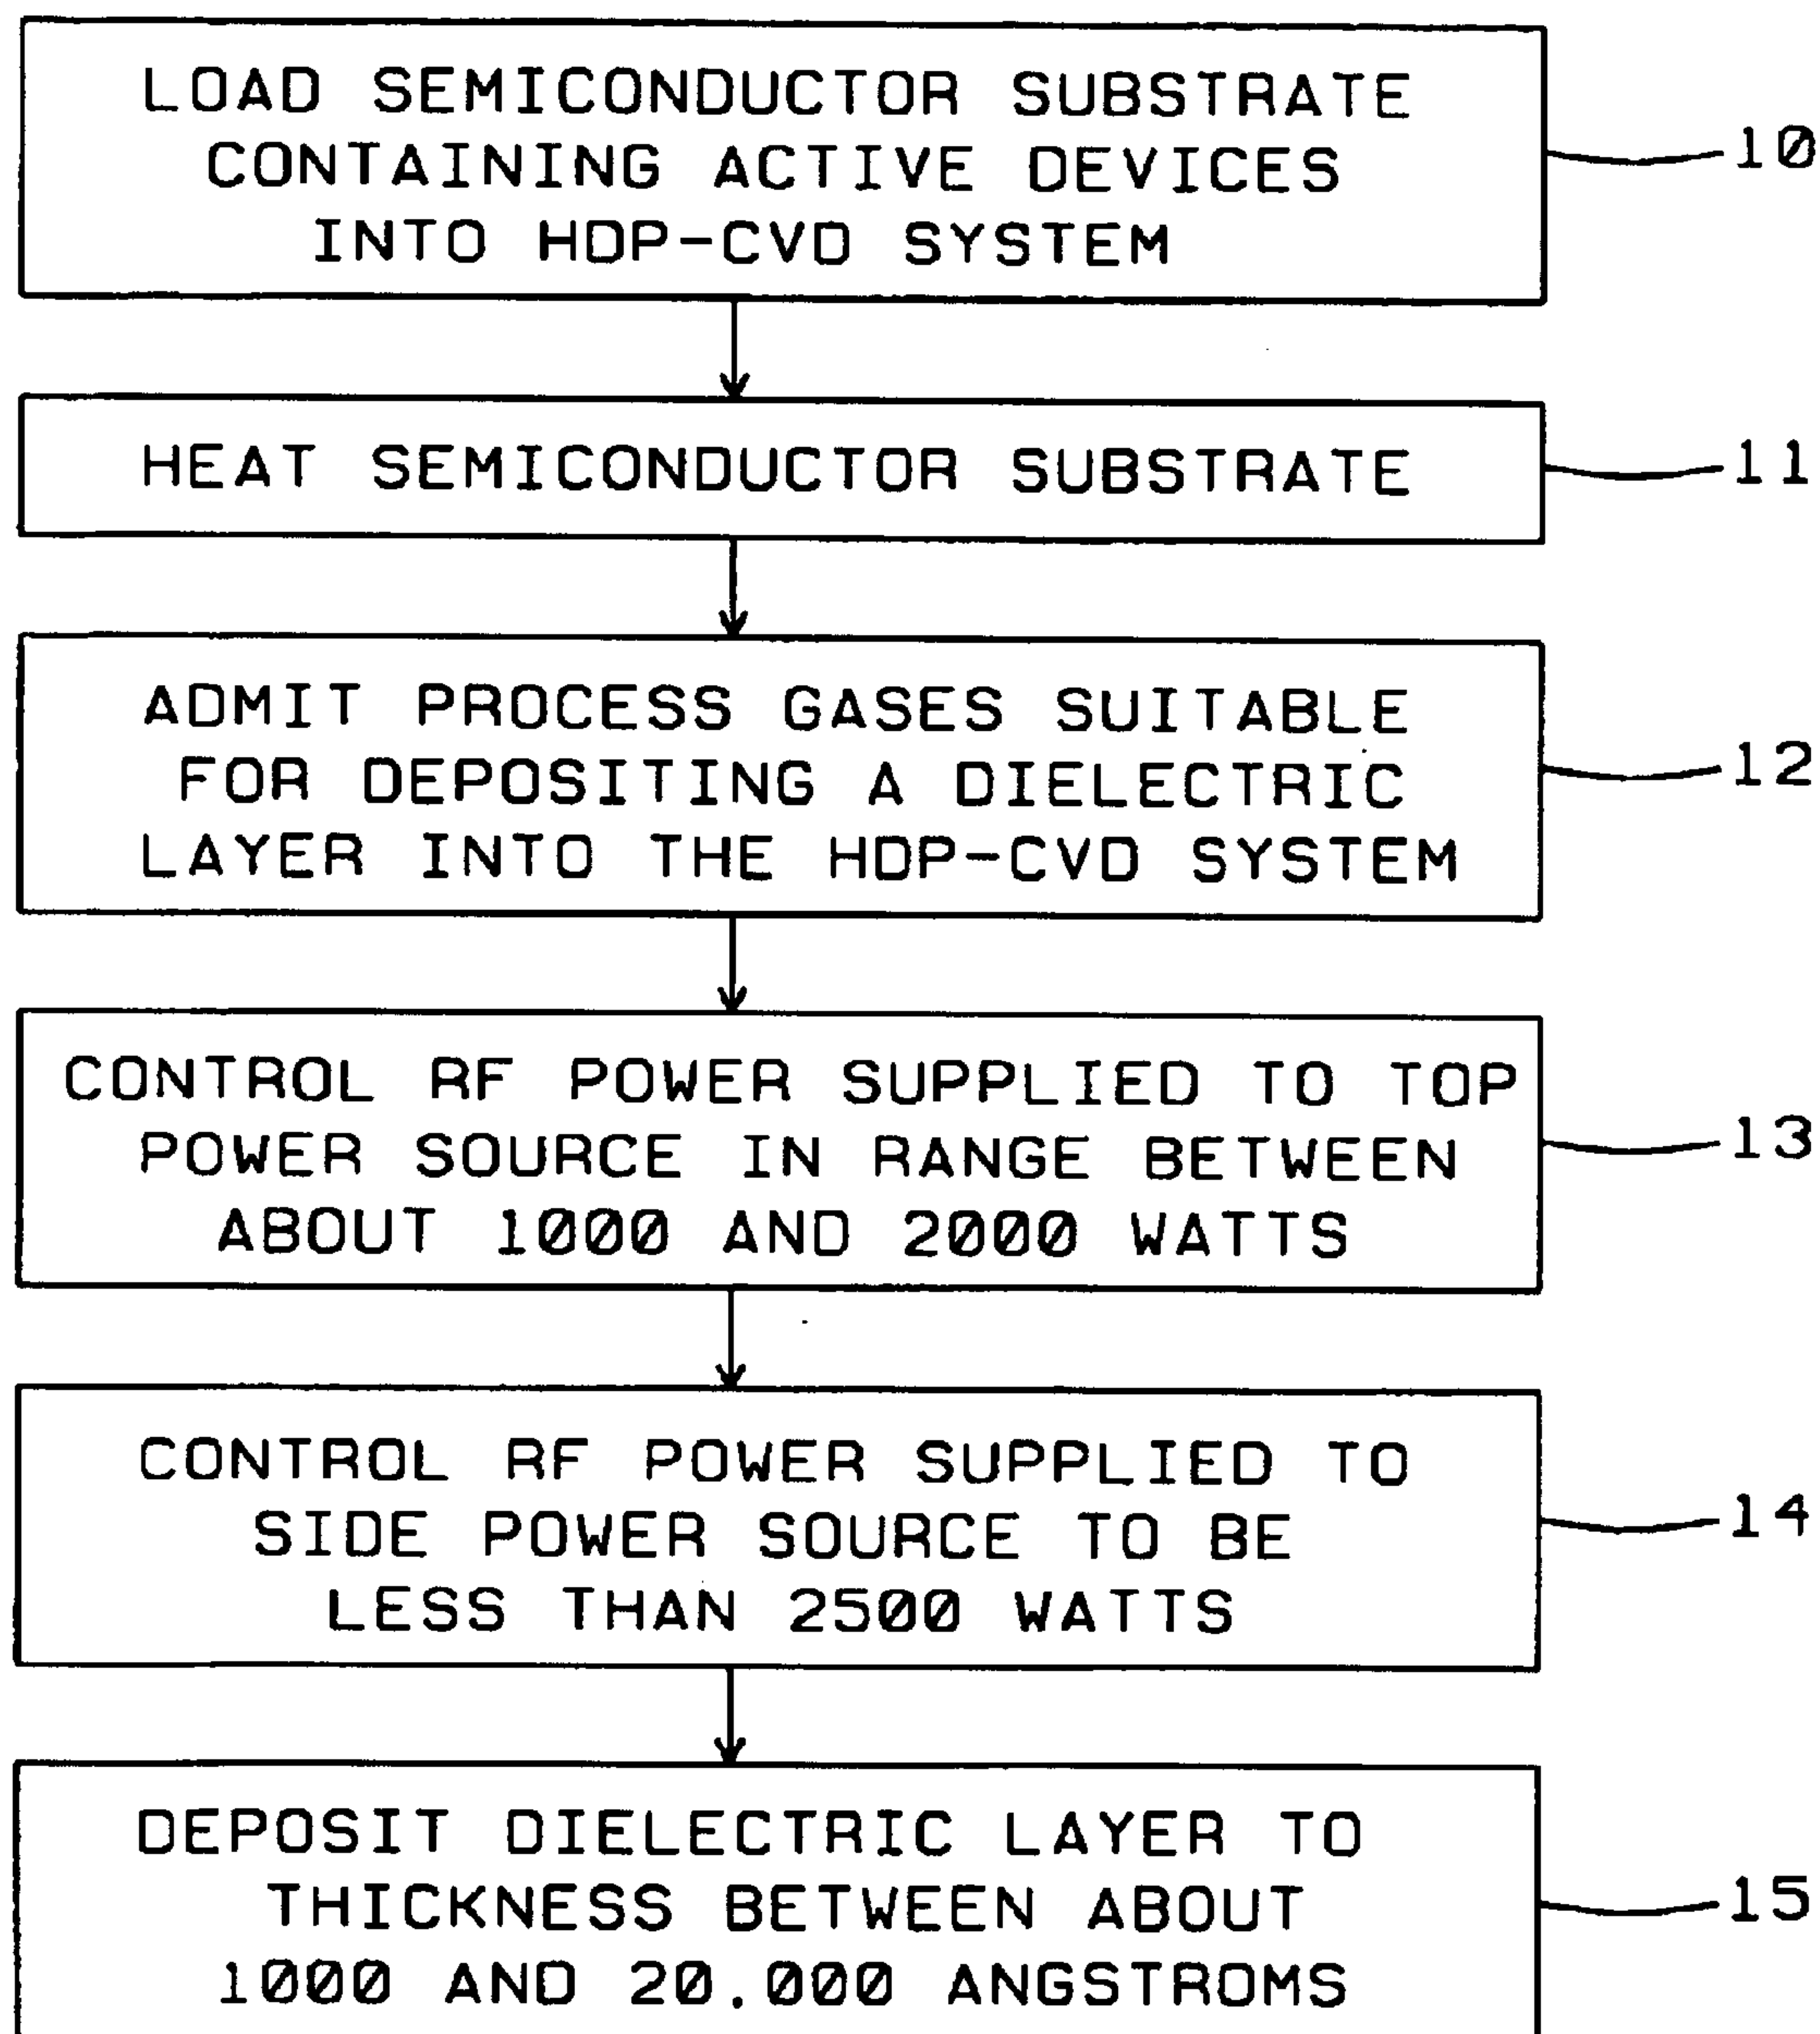 LOAD SEMICONDUCTOR SUBSTRATE
CONTAINING ACTIVE DEVICES
INTO HDP-CVD SYSTEM
10
HEAT SEMICONDUCTOR SUBSTRATE
11
ADMIT PROCESS GASES SUITABLE
FOR DEPOSITING A DIELECTRIC
LAYER INTO THE HDP-CVD SYSTEM
12
CONTROL RF POWER SUPPLIED TO TOP
POWER SOURCE IN RANGE BETWEEN
ABOUT 1000 AND 2000 WATTS
13
CONTROL RF POWER SUPPLIED TO
SIDE POWER SOURCE TO BE
LESS THAN 2500 WATTS
14
DEPOSIT DIELECTRIC LAYER TO
THICKNESS BETWEEN ABOUT
1000 AND 20.000 ANGSTROMS
15